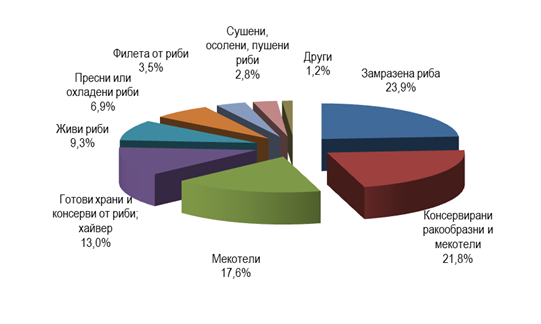 Сушени,
осолени, пушени
риби
2,8%
Други
1,2%
Замразена риба
23,9%
Консервирани
ракообразни и
мекотели
21,8%
Мекотели
17,6%
Готови храни и
консерви от риби;
хайвер
13,0%
Живи риби
9,3%
Пресни или
охладени риби
6,9%
Филета от риби
3,5%